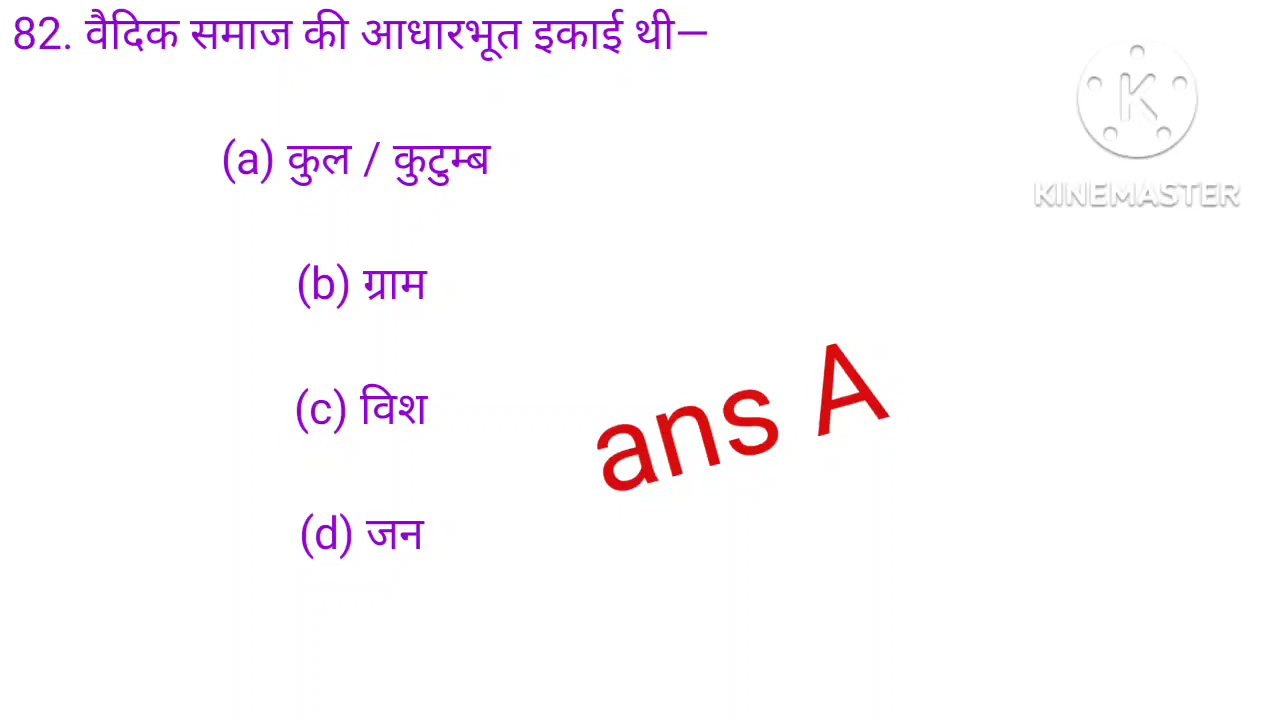 82. वैदिक समाज की आधारभूत इकाई थी—
(a) कुल / कुटुम्ब
(b) ग्राम
(c) विश
(d) जन
ans A
K
KINEMASTER